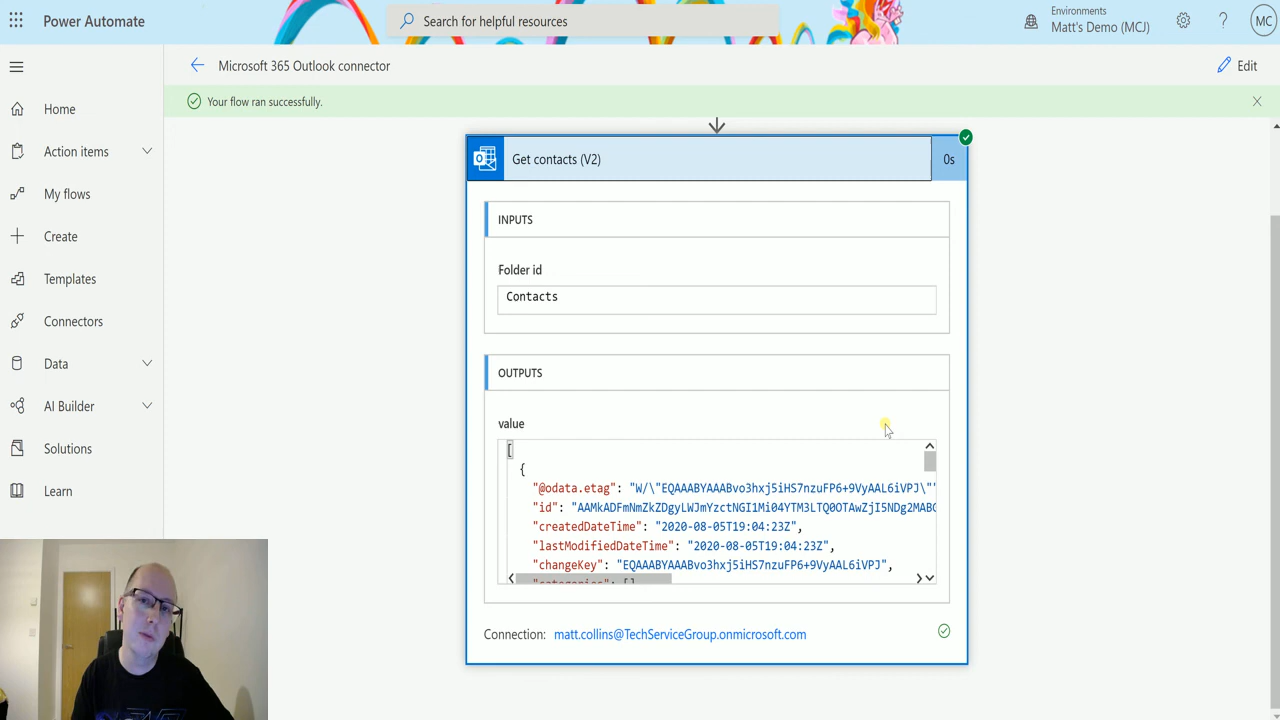 Power Automate
Search for helpful resources
Environments
Matt's Demo (MCJ)
?
MC
Microsoft 365 Outlook connector
Edit
Your flow ran successfully.
Home
Action items
My flows
Create
Templates
Connectors
Data
AI Builder
Solutions
Learn
Get contacts (V2)
0s
INPUTS
Folder id
Contacts
OUTPUTS
value
[
{
"@odata.etag": "W/\"EQAAABYAAABvo3hxj5iHS7nzuFP6+9VyAAL6iVPJ\"'
"id": "AAMkADFmNmZkZDgyLWJmYzctNGI1Mi04YTM3LTQ0OTAwZjI5NDg2MABG
"createdDateTime": "2020-08-05T19:04:23Z",
"lastModifiedDateTime": "2020-08-05T19:04:23Z",
"changeKey": "EQAAABYAAABvo3hxj5iHS7nzuFP6+9VyAAL6iVPJ",
"categories": []
Connection: matt.collins@TechServiceGroup.onmicrosoft.com